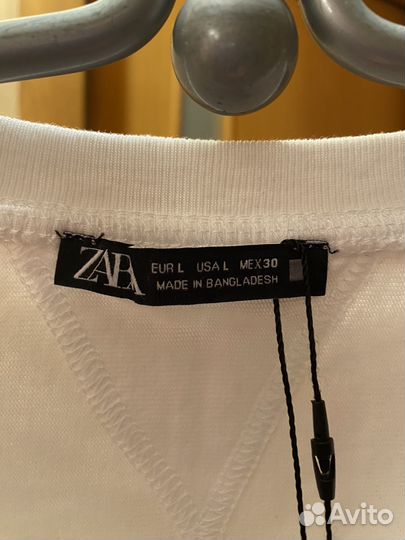 ZARA
EUR L USA L MEX 30
MADE IN BANGLADESH
Avito